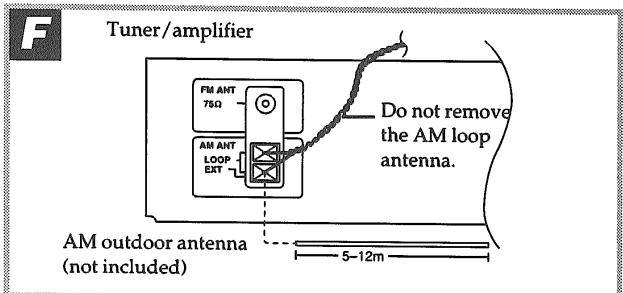 F
Tuner/amplifier
FM ANT
75Ω
Do not remove
the AM loop
antenna.
AM ANT
LOOP
EXT
AM outdoor antenna
(not included)
5–12m